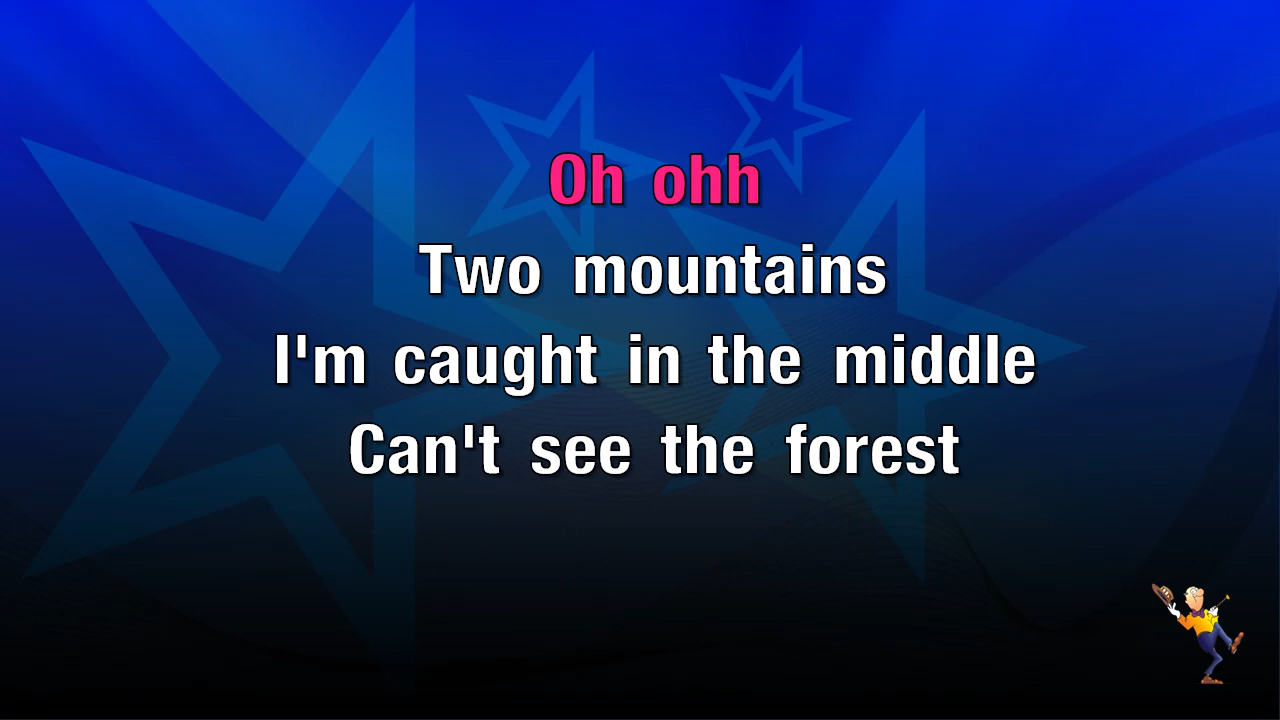 Oh ohh
Two mountains
I'm caught in the middle
Can't see the forest